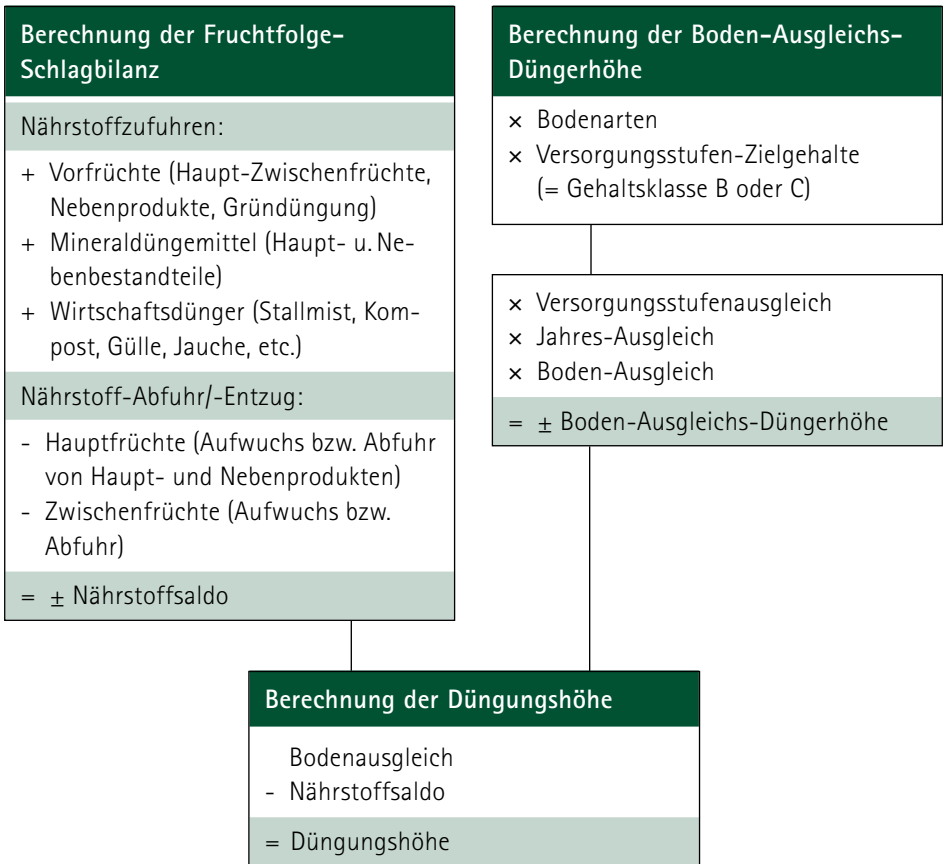 Berechnung der Fruchtfolge-
Schlagbilanz
Nährstoffzufuhren:
+ Vorfrüchte (Haupt-Zwischenfrüchte,
Nebenprodukte, Gründüngung)
+ Mineraldüngemittel (Haupt- u. Ne-
benbestandteile)
+ Wirtschaftsdünger (Stallmist, Kom-
post, Gülle, Jauche, etc.)
Nährstoff-Abfuhr/-Entzug:
- Hauptfrüchte (Aufwuchs bzw. Abfuhr
von Haupt- und Nebenprodukten)
- Zwischenfrüchte (Aufwuchs bzw.
Abfuhr)
= ± Nährstoffsaldo
Berechnung der Boden-Ausgleichs-
Düngerhöhe
× Bodenarten
× Versorgungsstufen-Zielgehalte
(= Gehaltsklasse B oder C)
× Versorgungsstufenausgleich
× Jahres-Ausgleich
× Boden-Ausgleich
= ± Boden-Ausgleichs-Düngerhöhe
Berechnung der Düngungshöhe
Bodenausgleich
- Nährstoffsaldo
= Düngungshöhe